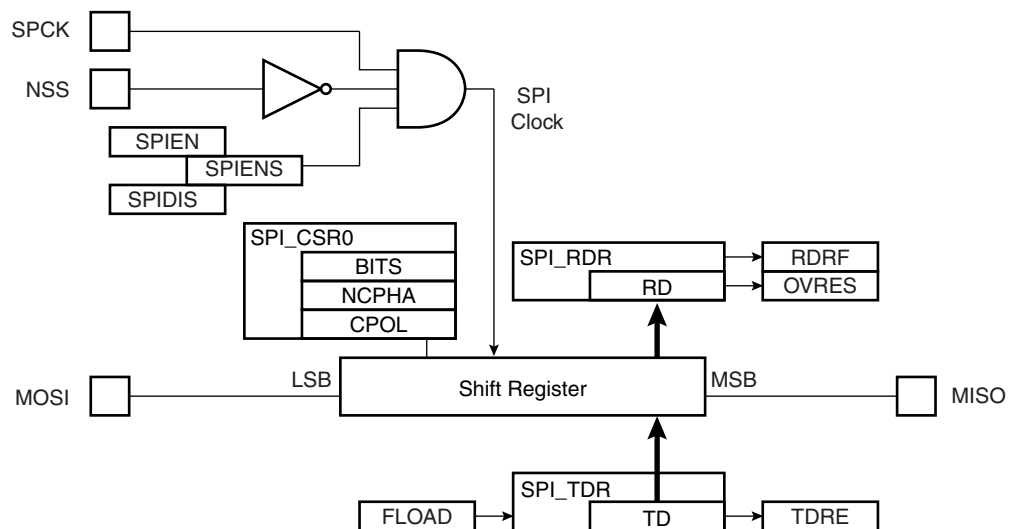 SPCK
NSS
SPI
Clock
SPIEN
SPIENS
SPIDIS
SPI_CSR0
BITS
NCPHA
CPOL
SPI_RDR
RD
RDRF
OVRES
MOSI
LSB
Shift Register
MSB
MISO
SPI_TDR
FLOAD
TD
TDRE